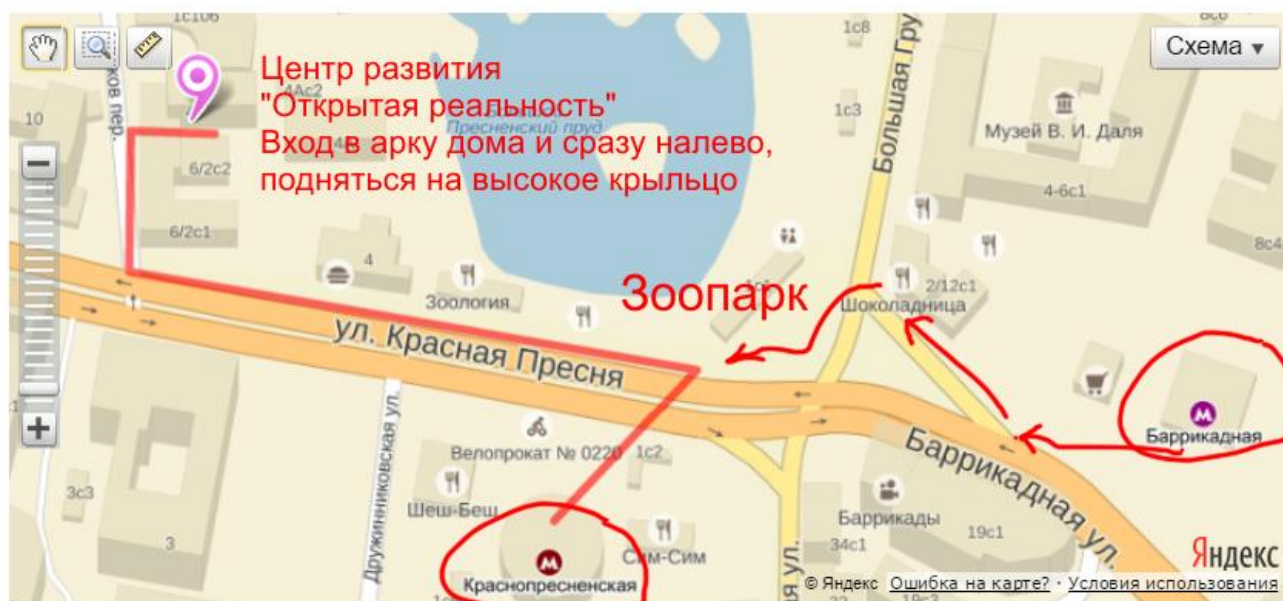 1с106
Схема
Центр развития
"Открытая реальность"
Вход в арку дома и сразу налево,
подняться на высокое крыльцо
10
4Ас2
Пресненский пруд
6/2с2
6/2с1
4
Зоология
Зоопарк
ул. Красная Пресня
1с8
1с3
Большая Гру
Музей В. И. Даля
4-6с1
8с4
2/12с1
Шоколадница
Баррикадная
Баррикадная ул.
Велопрокат № 0220
1с2
Шеш-Беш
Дружинниковская ул.
3с3
3
Сим-Сим
Краснопресненская
Баррикады
34с1
19с1
ая ул.
Яндекс
© Яндекс Ошибка на карте? · Условия использования